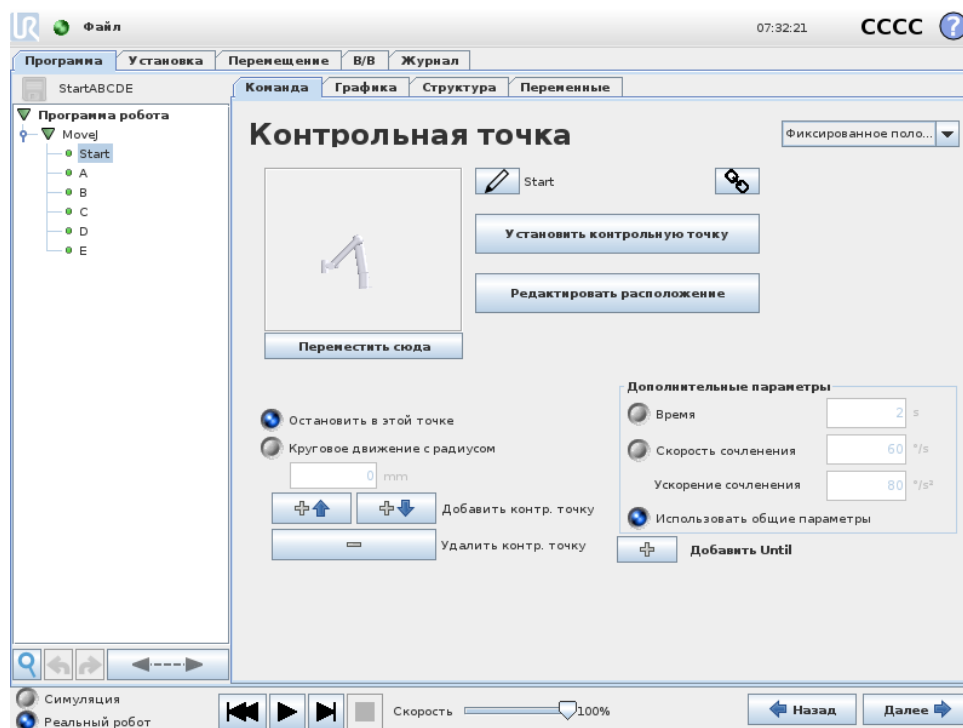 UR Файл 07:32:21 CCCC ?
Программа Установка Перемещение В/В Журнал
StartABCDE Команда Графика Структура Переменные
Программа робота
MoveJ
Start
A
B
C
D
E
Контрольная точка Фиксированное поло...
Start
Установить контрольную точку
Редактировать расположение
Переместить сюда
Остановить в этой точке
Круговое движение с радиусом
0 mm
Добавить контр. точку
Удалить контр. точку
Дополнительные параметры
Время 2 s
Скорость сочленения 60 °/s
Ускорение сочленения 80 °/s²
Использовать общие параметры
Добавить Until
Симуляция
Реальный робот
Скорость 100%
Назад Далее